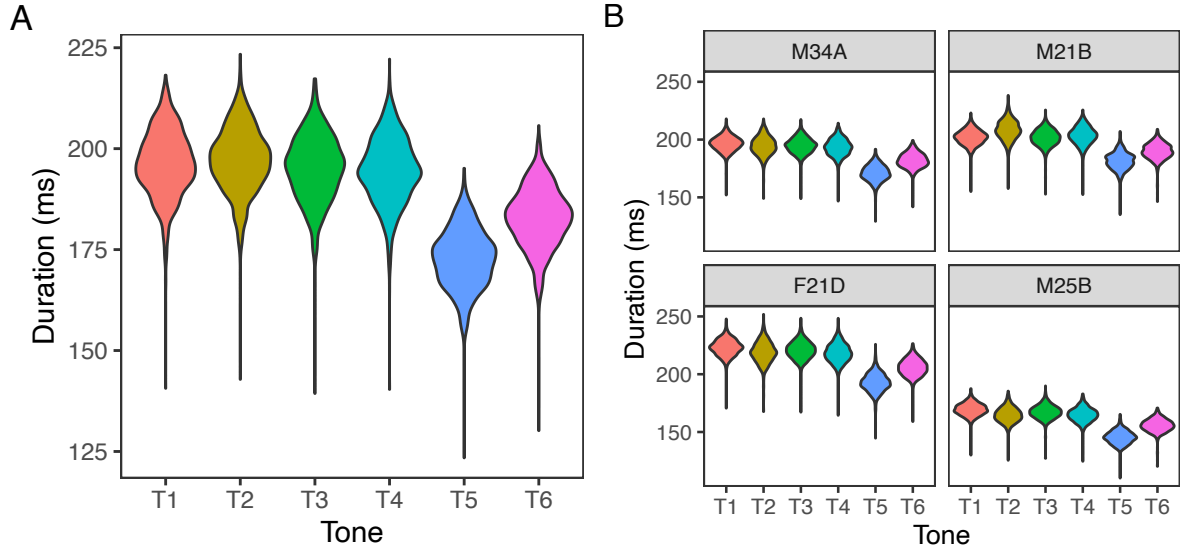 A
Duration (ms)
225
200
175
150
125
T1 T2 T3 T4 T5 T6
Tone
B
Duration (ms)
M34A M21B
250
200
150
F21D M25B
250
200
150
T1 T2 T3 T4 T5 T6 T1 T2 T3 T4 T5 T6
Tone